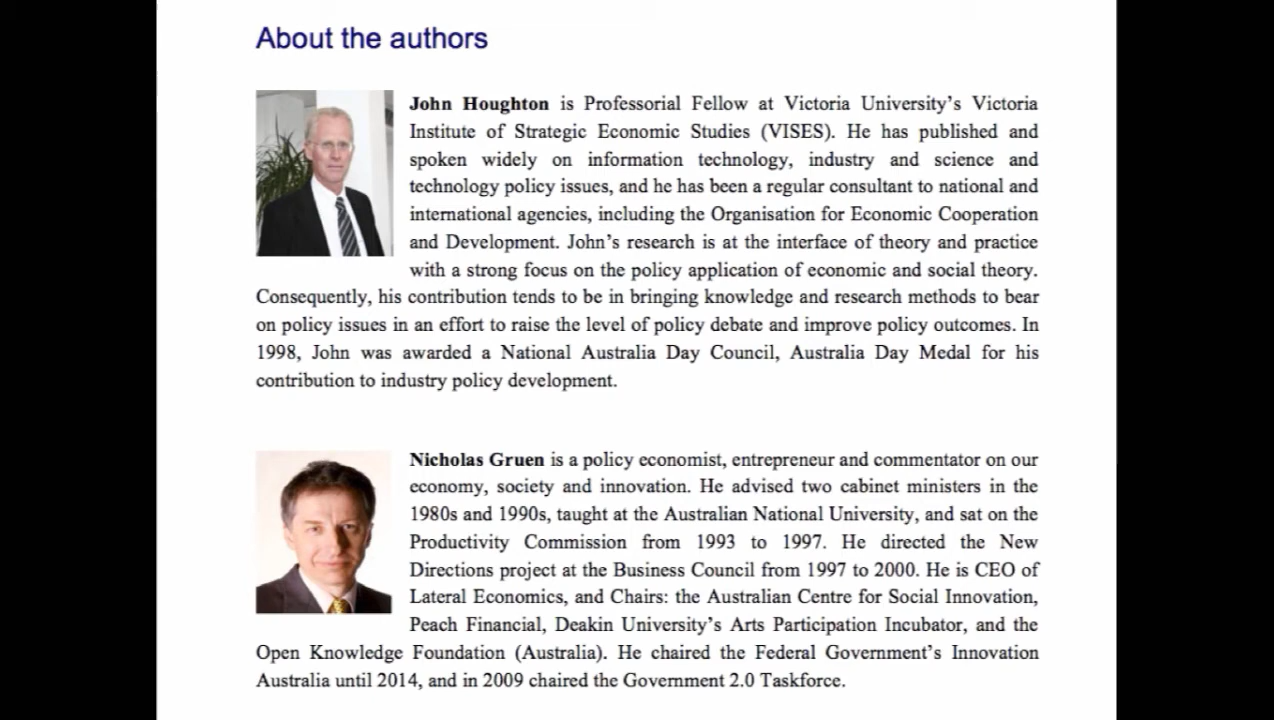 About the authors
John Houghton is Professorial Fellow at Victoria University’s Victoria
Institute of Strategic Economic Studies (VISES). He has published and
spoken widely on information technology, industry and science and
technology policy issues, and he has been a regular consultant to national and
international agencies, including the Organisation for Economic Cooperation
and Development. John’s research is at the interface of theory and practice
with a strong focus on the policy application of economic and social theory.
Consequently, his contribution tends to be in bringing knowledge and research methods to bear
on policy issues in an effort to raise the level of policy debate and improve policy outcomes. In
1998, John was awarded a National Australia Day Council, Australia Day Medal for his
contribution to industry policy development.
Nicholas Gruen is a policy economist, entrepreneur and commentator on our
economy, society and innovation. He advised two cabinet ministers in the
1980s and 1990s, taught at the Australian National University, and sat on the
Productivity Commission from 1993 to 1997. He directed the New
Directions project at the Business Council from 1997 to 2000. He is CEO of
Lateral Economics, and Chairs: the Australian Centre for Social Innovation,
Peach Financial, Deakin University’s Arts Participation Incubator, and the
Open Knowledge Foundation (Australia). He chaired the Federal Government’s Innovation
Australia until 2014, and in 2009 chaired the Government 2.0 Taskforce.